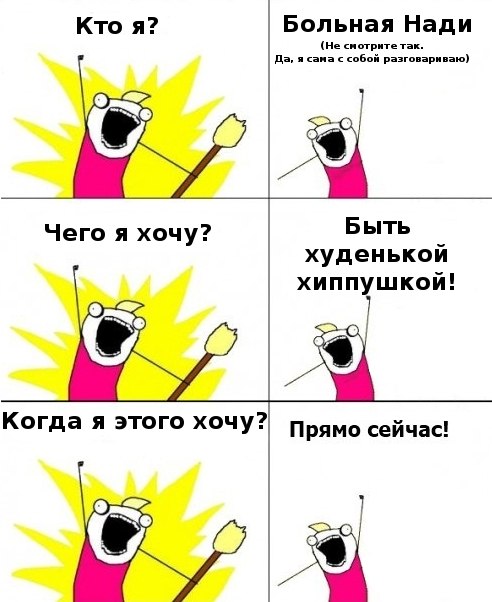 Кто я?
Больная Нади
(Не смотрите так.
Да, я сама с собой разговариваю)
Чего я хочу?
Быть
худенькой
хиппушкой!
Когда я этого хочу?
Прямо сейчас!